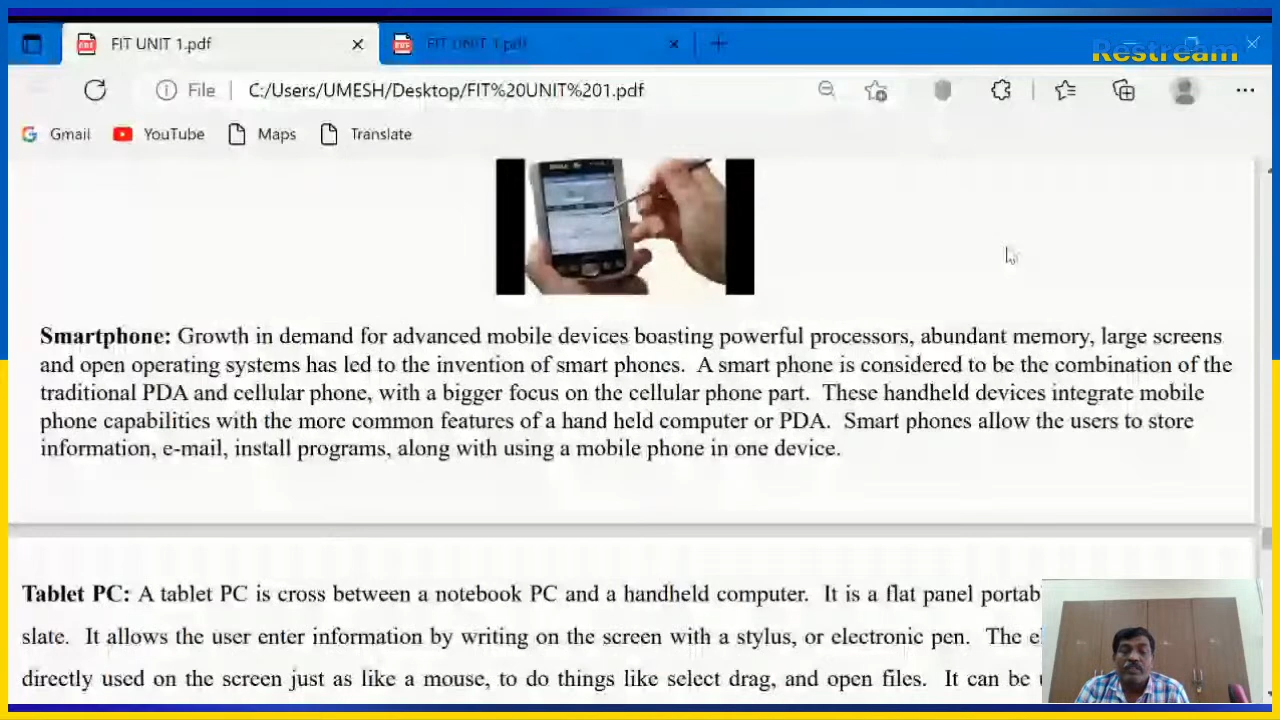 FIT UNIT 1.pdf
FIT UNIT 1.pdf
Restream
File
C:/Users/UMESH/Desktop/FIT%20UNIT%201.pdf
Gmail
YouTube
Maps
Translate
Smartphone: Growth in demand for advanced mobile devices boasting powerful processors, abundant memory, large screens
and open operating systems has led to the invention of smart phones. A smart phone is considered to be the combination of the
traditional PDA and cellular phone, with a bigger focus on the cellular phone part. These handheld devices integrate mobile
phone capabilities with the more common features of a hand held computer or PDA. Smart phones allow the users to store
information, e-mail, install programs, along with using a mobile phone in one device.
Tablet PC: A tablet PC is cross between a notebook PC and a handheld computer. It is a flat panel
slate. It allows the user enter information by writing on the screen with a stylus, or electronic pen. The
directly used on the screen just as like a mouse, to do things like select drag, and open files. It can be